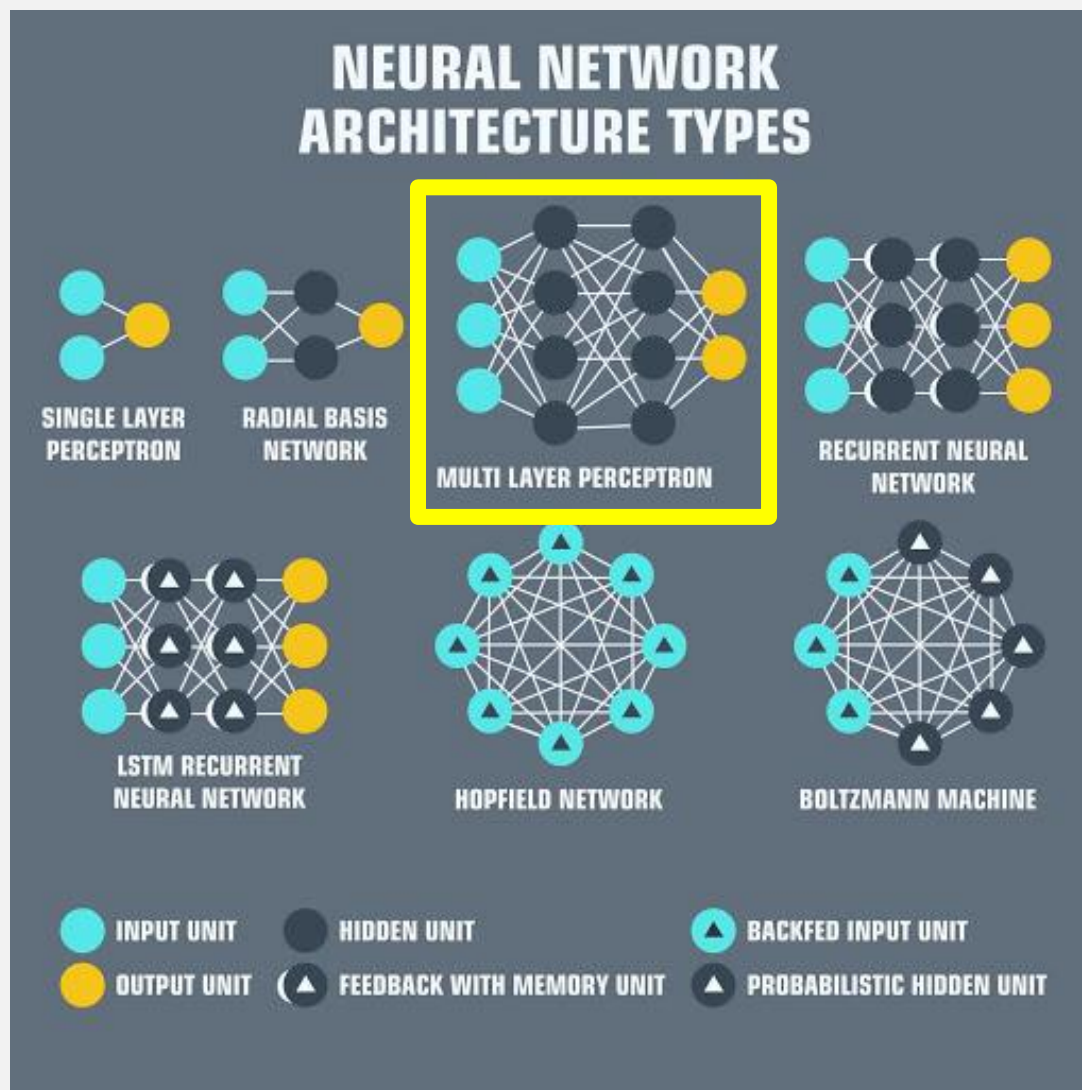 NEURAL NETWORK
ARCHITECTURE TYPES
SINGLE LAYER
PERCEPTRON
RADIAL BASIS
NETWORK
MULTI LAYER PERCEPTRON
RECURRENT NEURAL
NETWORK
LSTM RECURRENT
NEURAL NETWORK
HOPFIELD NETWORK
BOLTZMANN MACHINE
INPUT UNIT
HIDDEN UNIT
BACKFED INPUT UNIT
OUTPUT UNIT
FEEDBACK WITH MEMORY UNIT
PROBABILISTIC HIDDEN UNIT